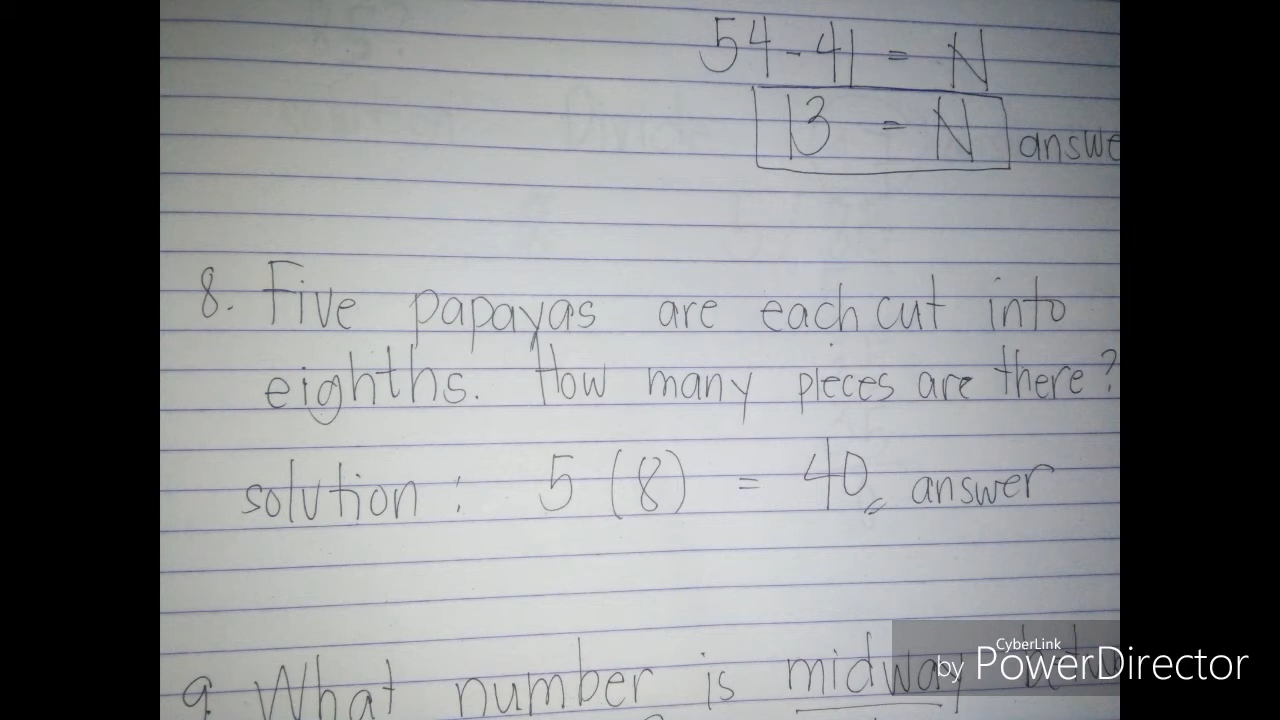 54 - 41 = N
13 = N answe
8. Five papayas are each cut into
eighths. How many pieces are there?
solution: 5 (8) = 40 answer
9. What number is midway
CyberLink
by PowerDirector